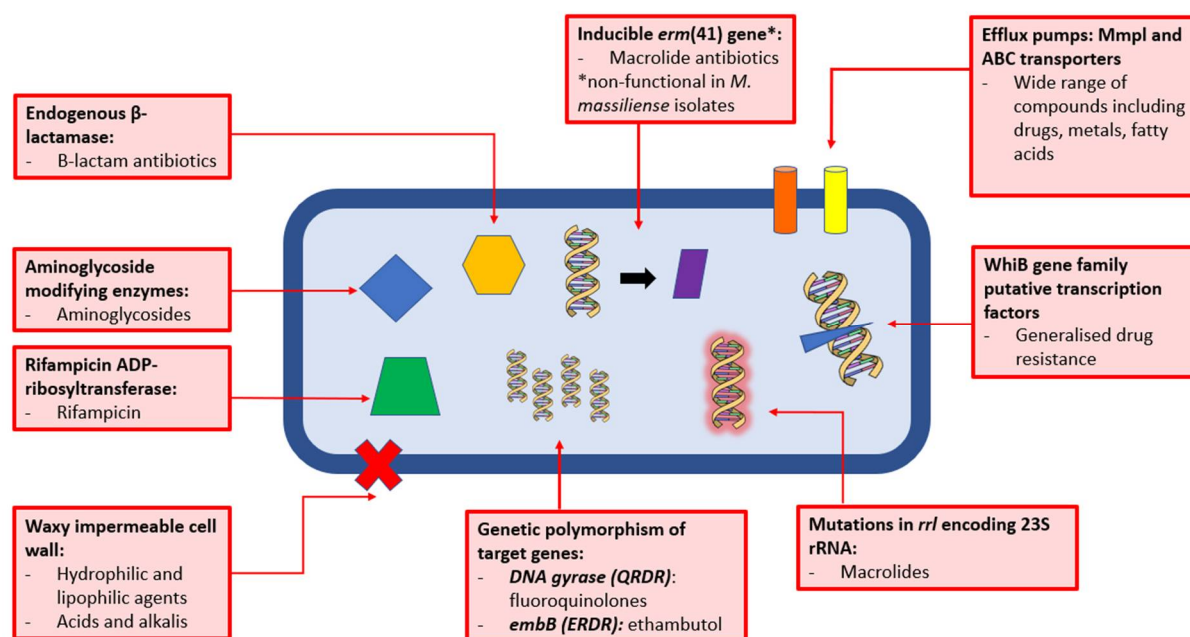 Inducible erm(41) gene*:
- Macrolide antibiotics
*non-functional in M.
massiliense isolates
Efflux pumps: Mmpl and
ABC transporters
- Wide range of
compounds including
drugs, metals, fatty
acids
Endogenous β-
lactamase:
- B-lactam antibiotics
Aminoglycoside
modifying enzymes:
- Aminoglycosides
WhiB gene family
putative transcription
factors
- Generalised drug
resistance
Rifampicin ADP-
ribosyltransferase:
- Rifampicin
Waxy impermeable cell
wall:
- Hydrophilic and
lipophilic agents
- Acids and alkalis
Genetic polymorphism of
target genes:
- DNA gyrase (QRDR):
fluoroquinolones
- embB (ERDR): ethambutol
Mutations in rrl encoding 23S
rRNA:
- Macrolides